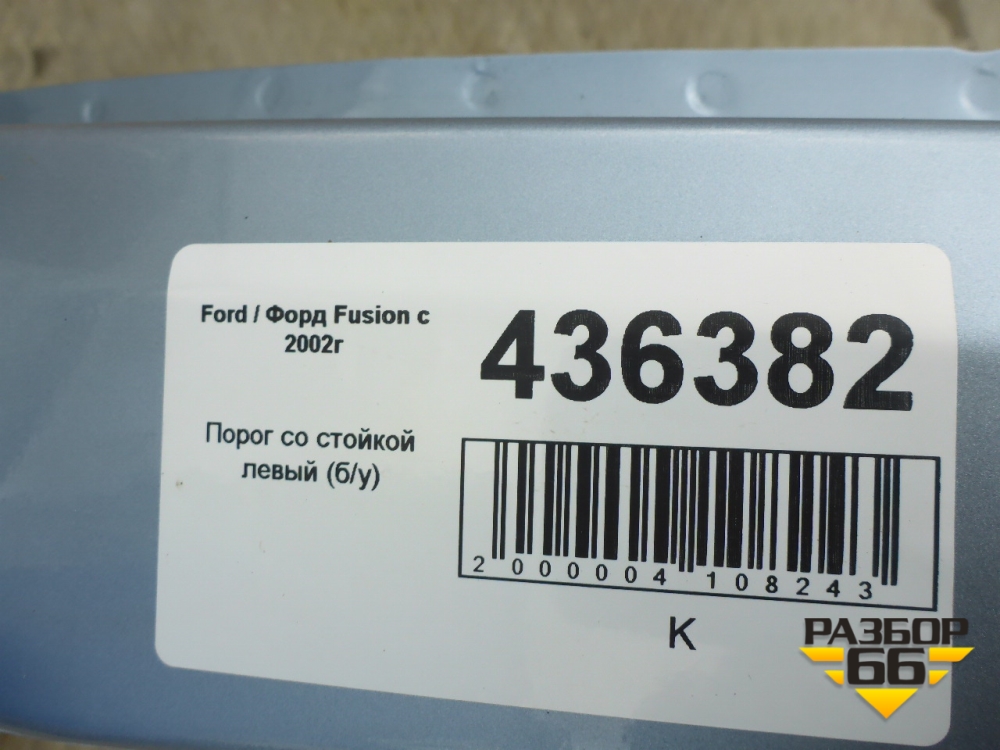 Ford / Форд Fusion с
2002г
436382
Порог со стойкой
левый (б/у)
2 000004 108243
К
РАЗБОР
66